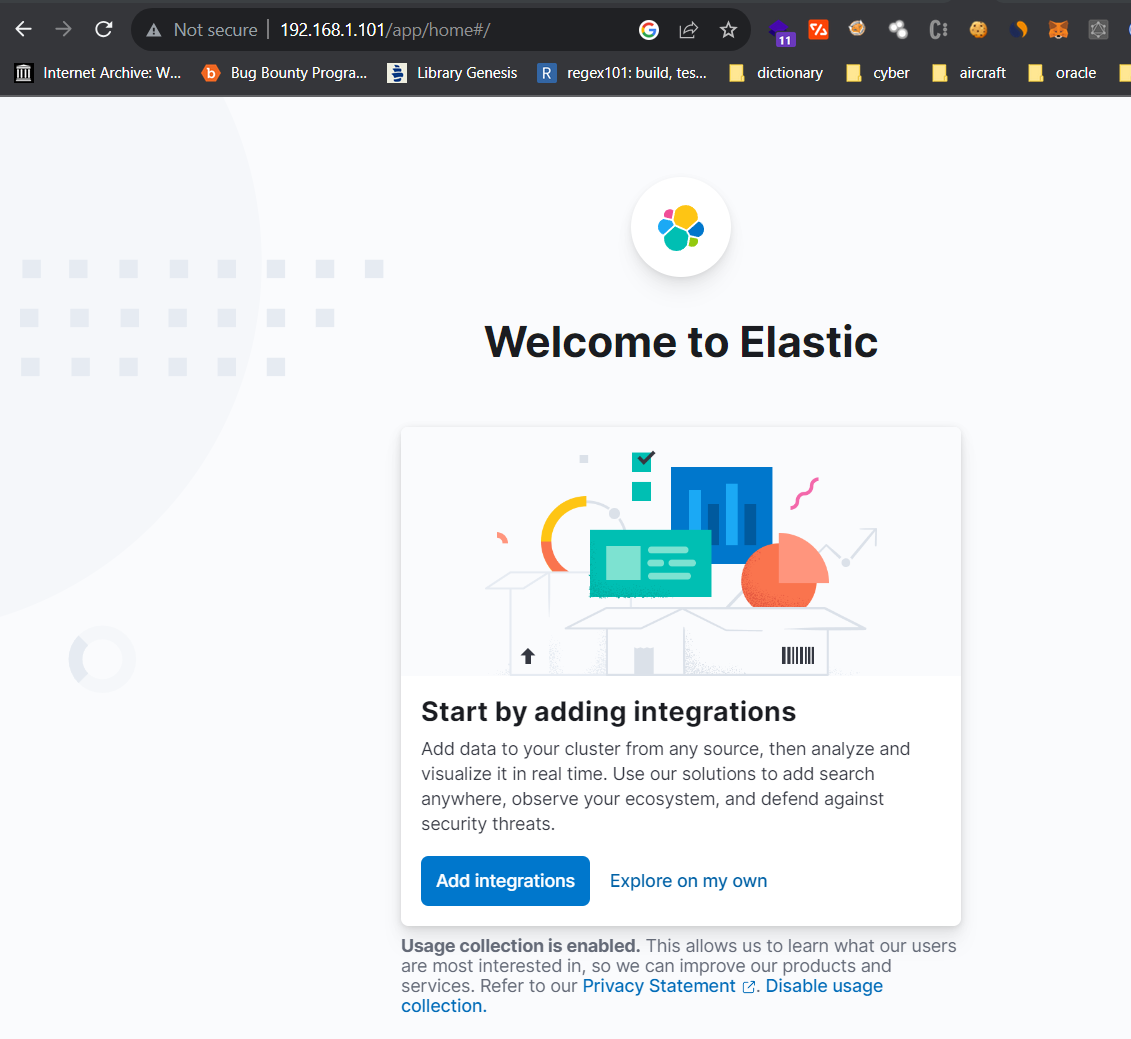 Not secure | 192.168.1.101/app/home#/
11
Internet Archive: W... Bug Bounty Progra... Library Genesis R regex101: build, tes... dictionary cyber aircraft oracle
Welcome to Elastic
Start by adding integrations
Add data to your cluster from any source, then analyze and
visualize it in real time. Use our solutions to add search
anywhere, observe your ecosystem, and defend against
security threats.
Add integrations Explore on my own
Usage collection is enabled. This allows us to learn what our users
are most interested in, so we can improve our products and
services. Refer to our Privacy Statement. Disable usage
collection.